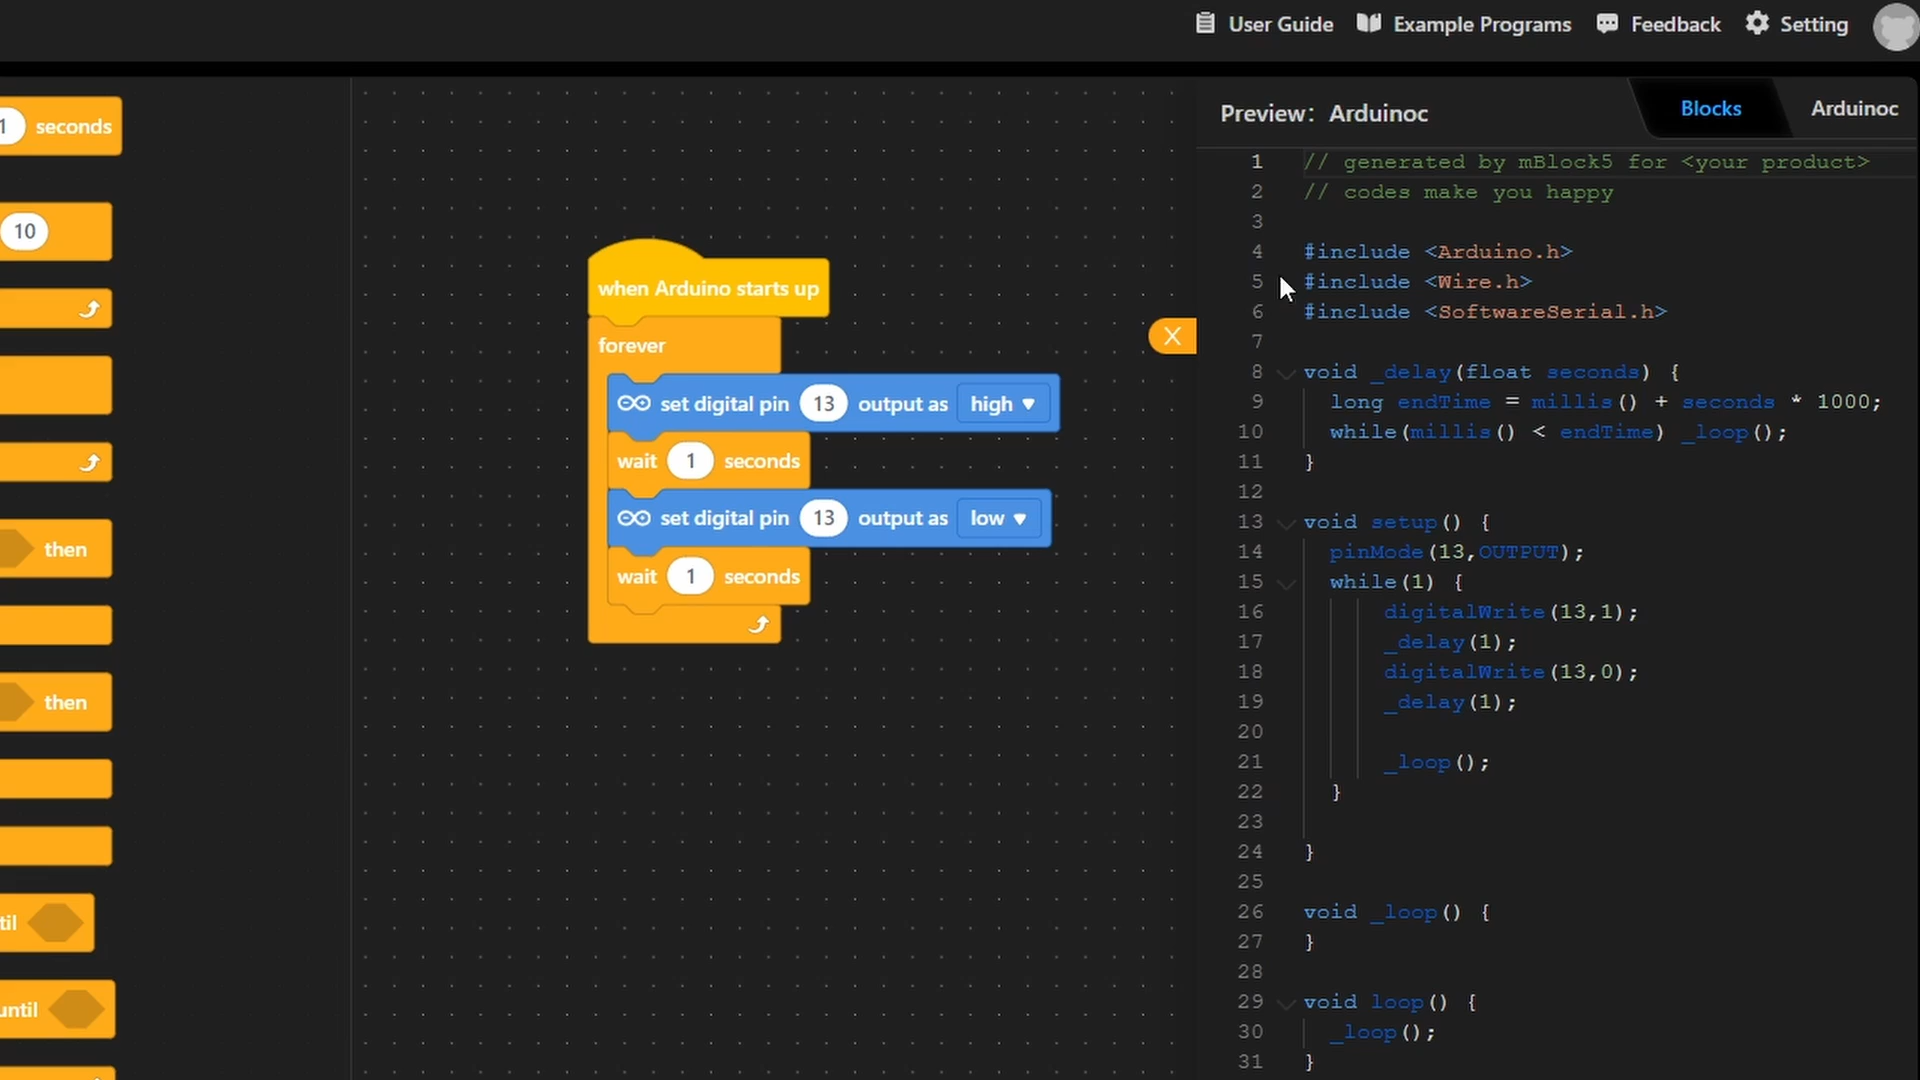 User Guide
Example Programs
Feedback
Setting
1 seconds
10
then
then
til
until
when Arduino starts up
forever
set digital pin 13 output as high
wait 1 seconds
set digital pin 13 output as low
wait 1 seconds
X
Preview: Arduinoc
Blocks
Arduinoc
1 // generated by mBlock5 for <your product>
2 // codes make you happy
3
4 #include <Arduino.h>
5 #include <Wire.h>
6 #include <SoftwareSerial.h>
7
8 void _delay(float seconds) {
9 long endTime = millis() + seconds * 1000;
10 while(millis() < endTime) _loop();
11 }
12
13 void setup() {
14 pinMode(13,OUTPUT);
15 while(1) {
16 digitalWrite(13,1);
17 _delay(1);
18 digitalWrite(13,0);
19 _delay(1);
20
21 _loop();
22 }
23
24 }
25
26 void _loop() {
27 }
28
29 void loop() {
30 _loop();
31 }